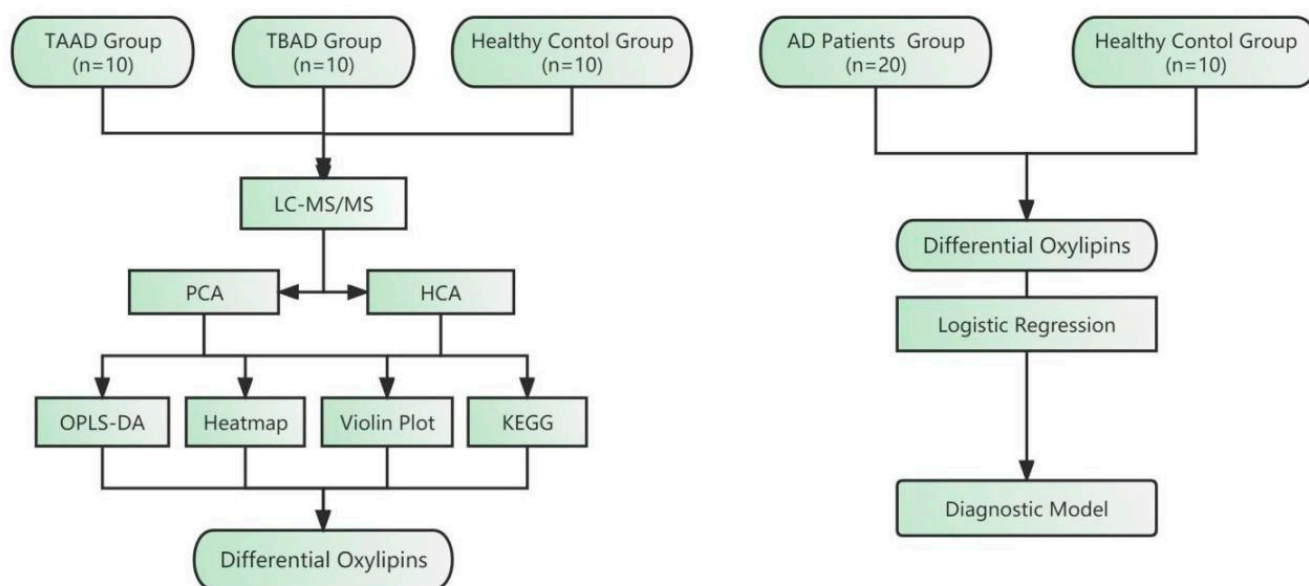 TAAD Group
(n=10)
TBAD Group
(n=10)
Healthy Contol Group
(n=10)
LC-MS/MS
PCA
HCA
OPLS-DA
Heatmap
Violin Plot
KEGG
Differential Oxylipins
AD Patients Group
(n=20)
Healthy Contol Group
(n=10)
Differential Oxylipins
Logistic Regression
Diagnostic Model